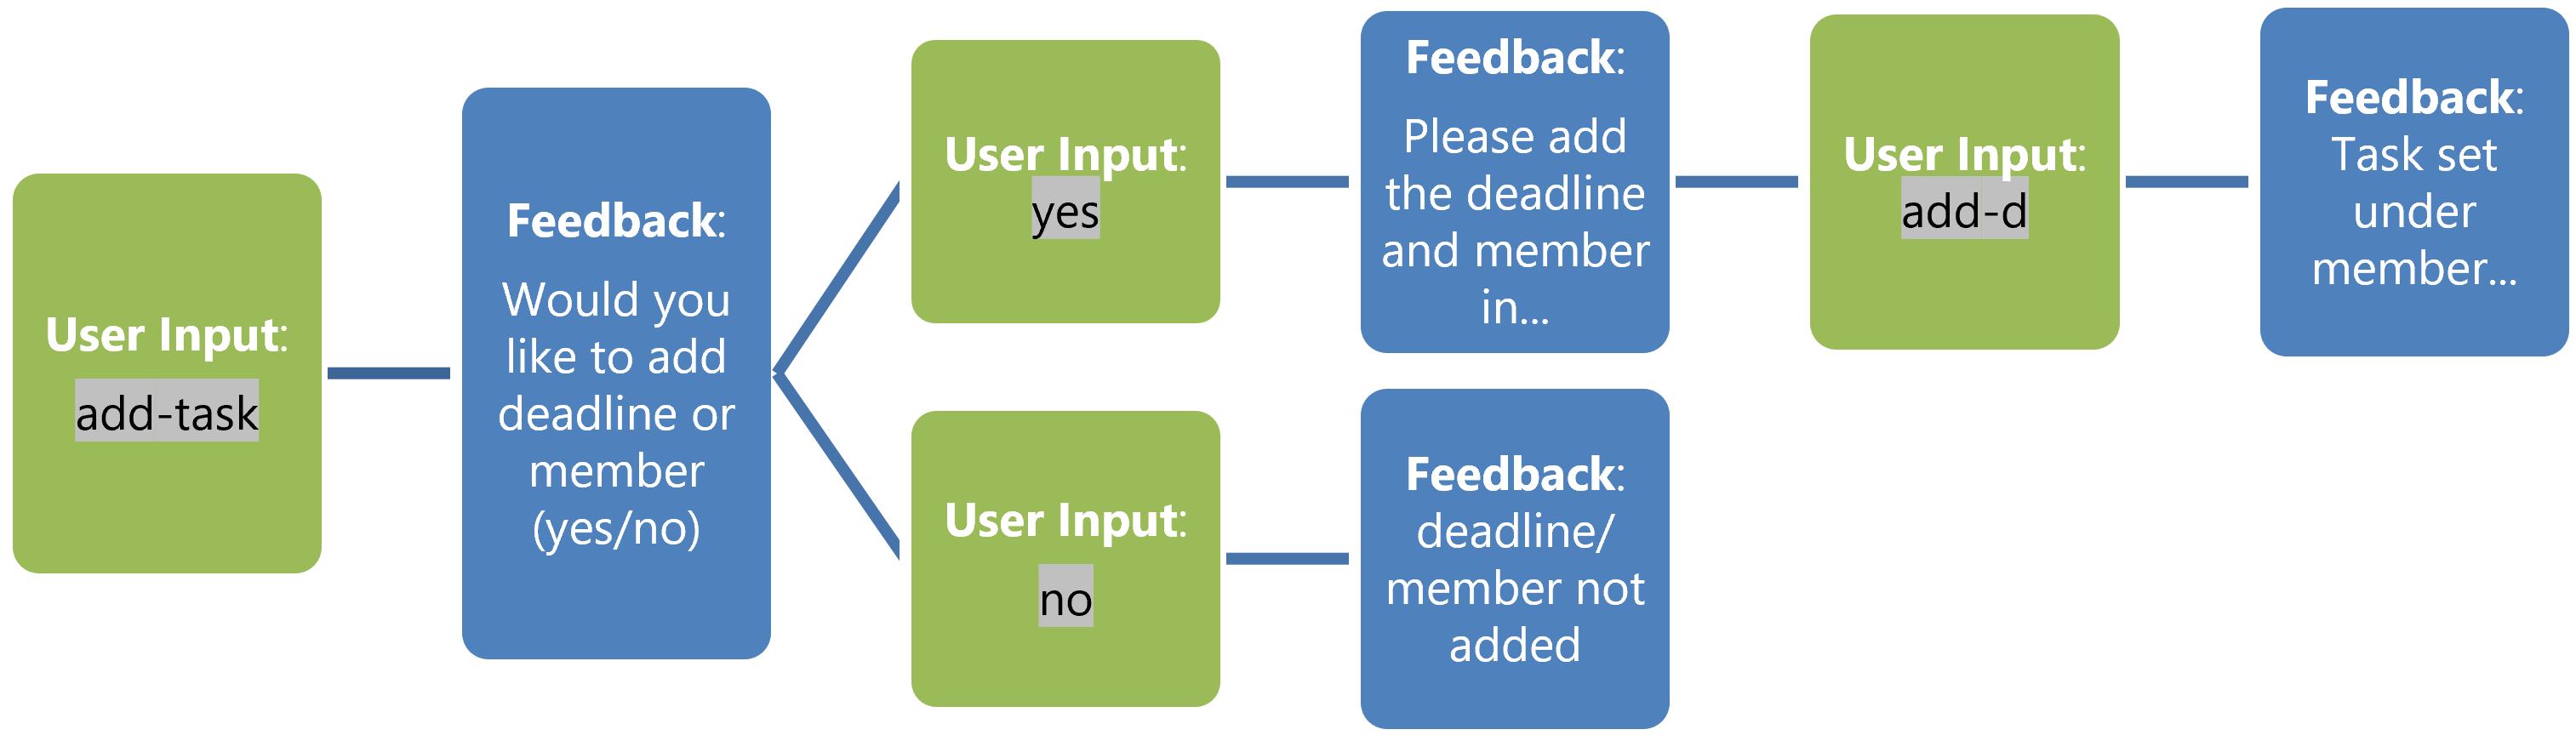 User Input:
add-task
Feedback:
Would you
like to add
deadline or
member
(yes/no)
User Input:
yes
Feedback:
Please add
the deadline
and member
in...
User Input:
add-d
Feedback:
Task set
under
member...
User Input:
no
Feedback:
deadline/
member not
added